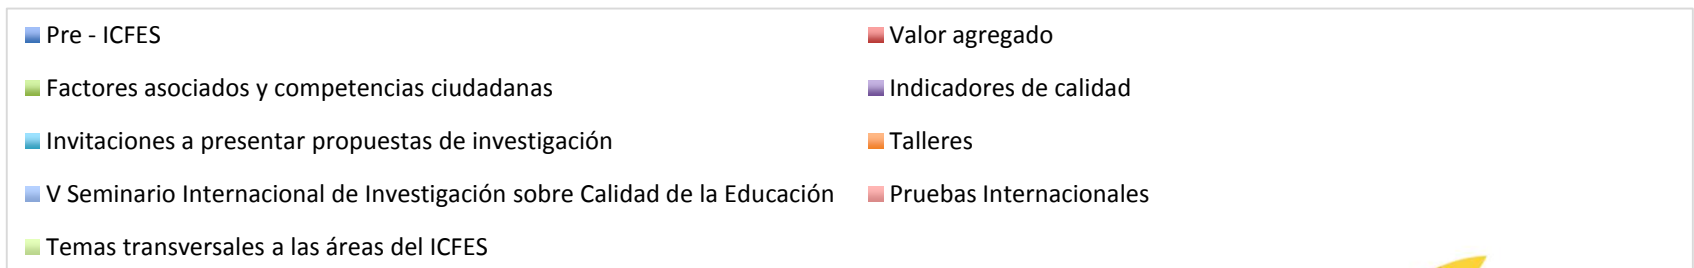 Pre - ICFES
Valor agregado
Factores asociados y competencias ciudadanas
Indicadores de calidad
Invitaciones a presentar propuestas de investigación
Talleres
V Seminario Internacional de Investigación sobre Calidad de la Educación
Pruebas Internacionales
Temas transversales a las áreas del ICFES